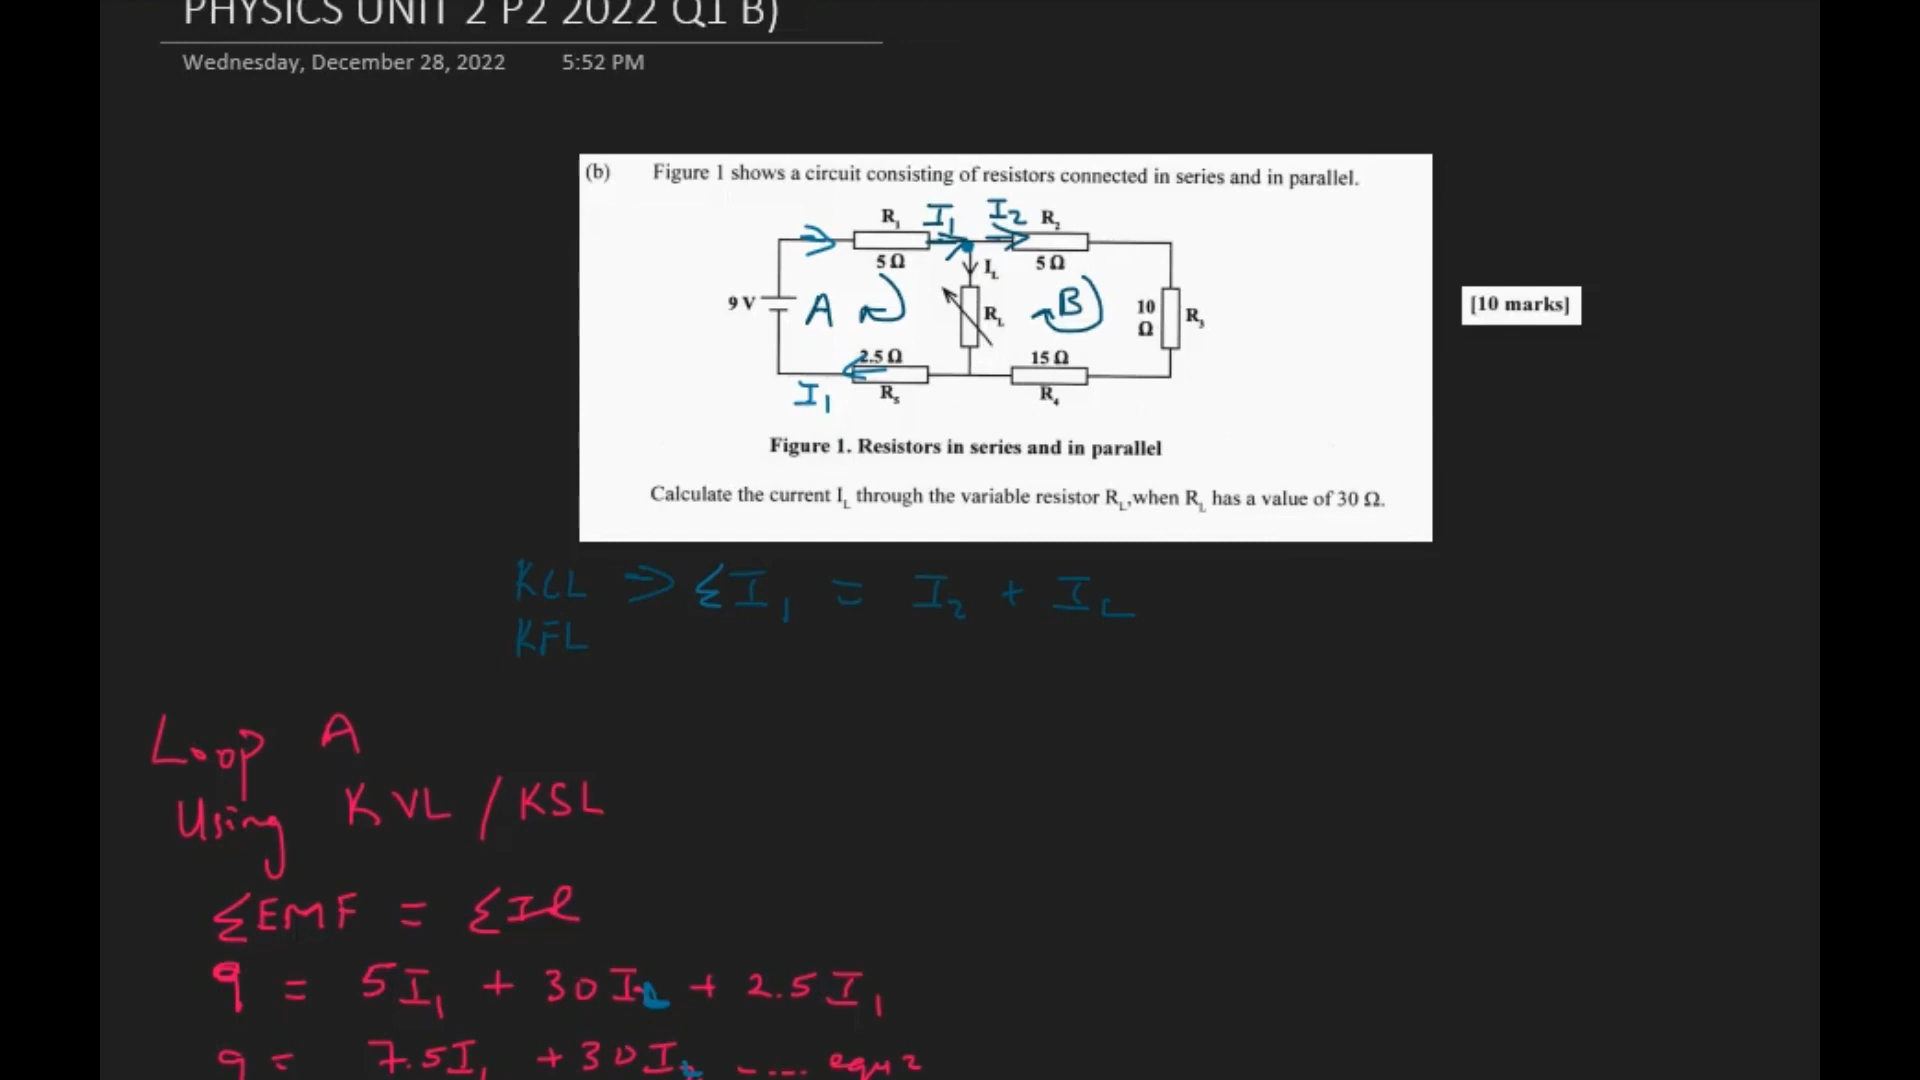 PHYSICS UNIT 2 P2 2022 Q1 B)
Wednesday, December 28, 2022 5:52 PM
(b) Figure 1 shows a circuit consisting of resistors connected in series and in parallel.
R1 I1 I2 R2
5 Ω IL 5 Ω
9 V A RL B 10 Ω R3
[10 marks]
2.5 Ω 15 Ω
I1 R5 R4
Figure 1. Resistors in series and in parallel
Calculate the current IL through the variable resistor RL,when RL has a value of 30 Ω.
KCL ⇒ ΣI1 = I2 + IL
KFL
Loop A
Using KVL / KSL
ΣEMF = ΣIR
9 = 5I1 + 30IL + 2.5I1
9 = 7.5I1 + 30IL ..... equ 2